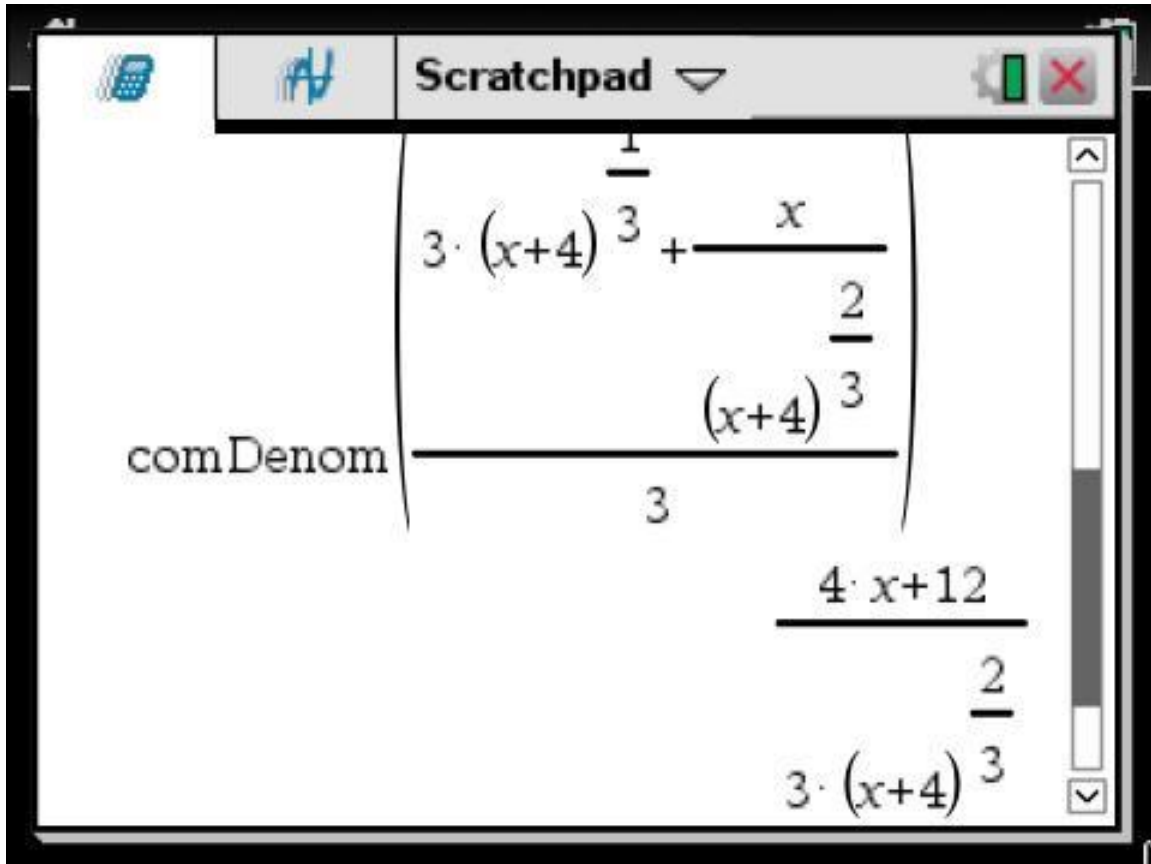 Scratchpad
comDenom( (3·(x+4)^(1/3) + x/(x+4)^(2/3)) / 3 )
(4·x+12) / (3·(x+4)^(2/3))